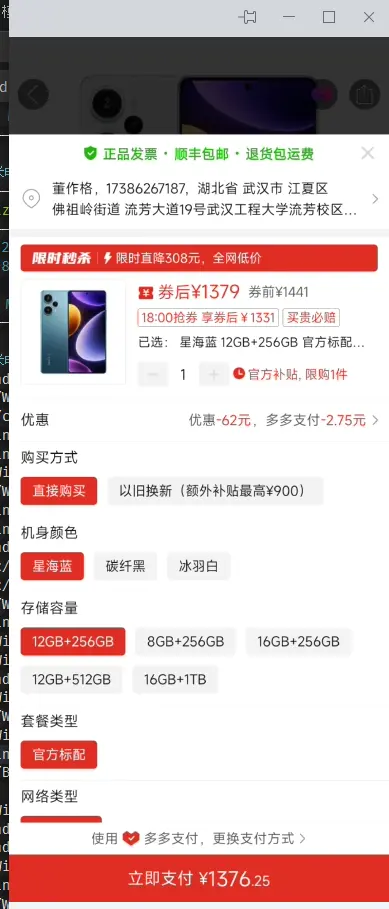 正品发票·顺丰包邮·退货包运费
董作格，17386267187，湖北省 武汉市 江夏区
佛祖岭街道 流芳大道19号武汉工程大学流芳校区...
限时秒杀 限时直降308元，全网低价
券后¥1379 券前¥1441
18:00抢券 享券后¥1331 买贵必赔
已选： 星海蓝 12GB+256GB 官方标配...
− 1 + 官方补贴, 限购1件
优惠 优惠-62元，多多支付-2.75元
购买方式
直接购买 以旧换新（额外补贴最高¥900）
机身颜色
星海蓝 碳纤黑 冰羽白
存储容量
12GB+256GB 8GB+256GB 16GB+256GB
12GB+512GB 16GB+1TB
套餐类型
官方标配
网络类型
使用 多多支付，更换支付方式
立即支付 ¥1376.25